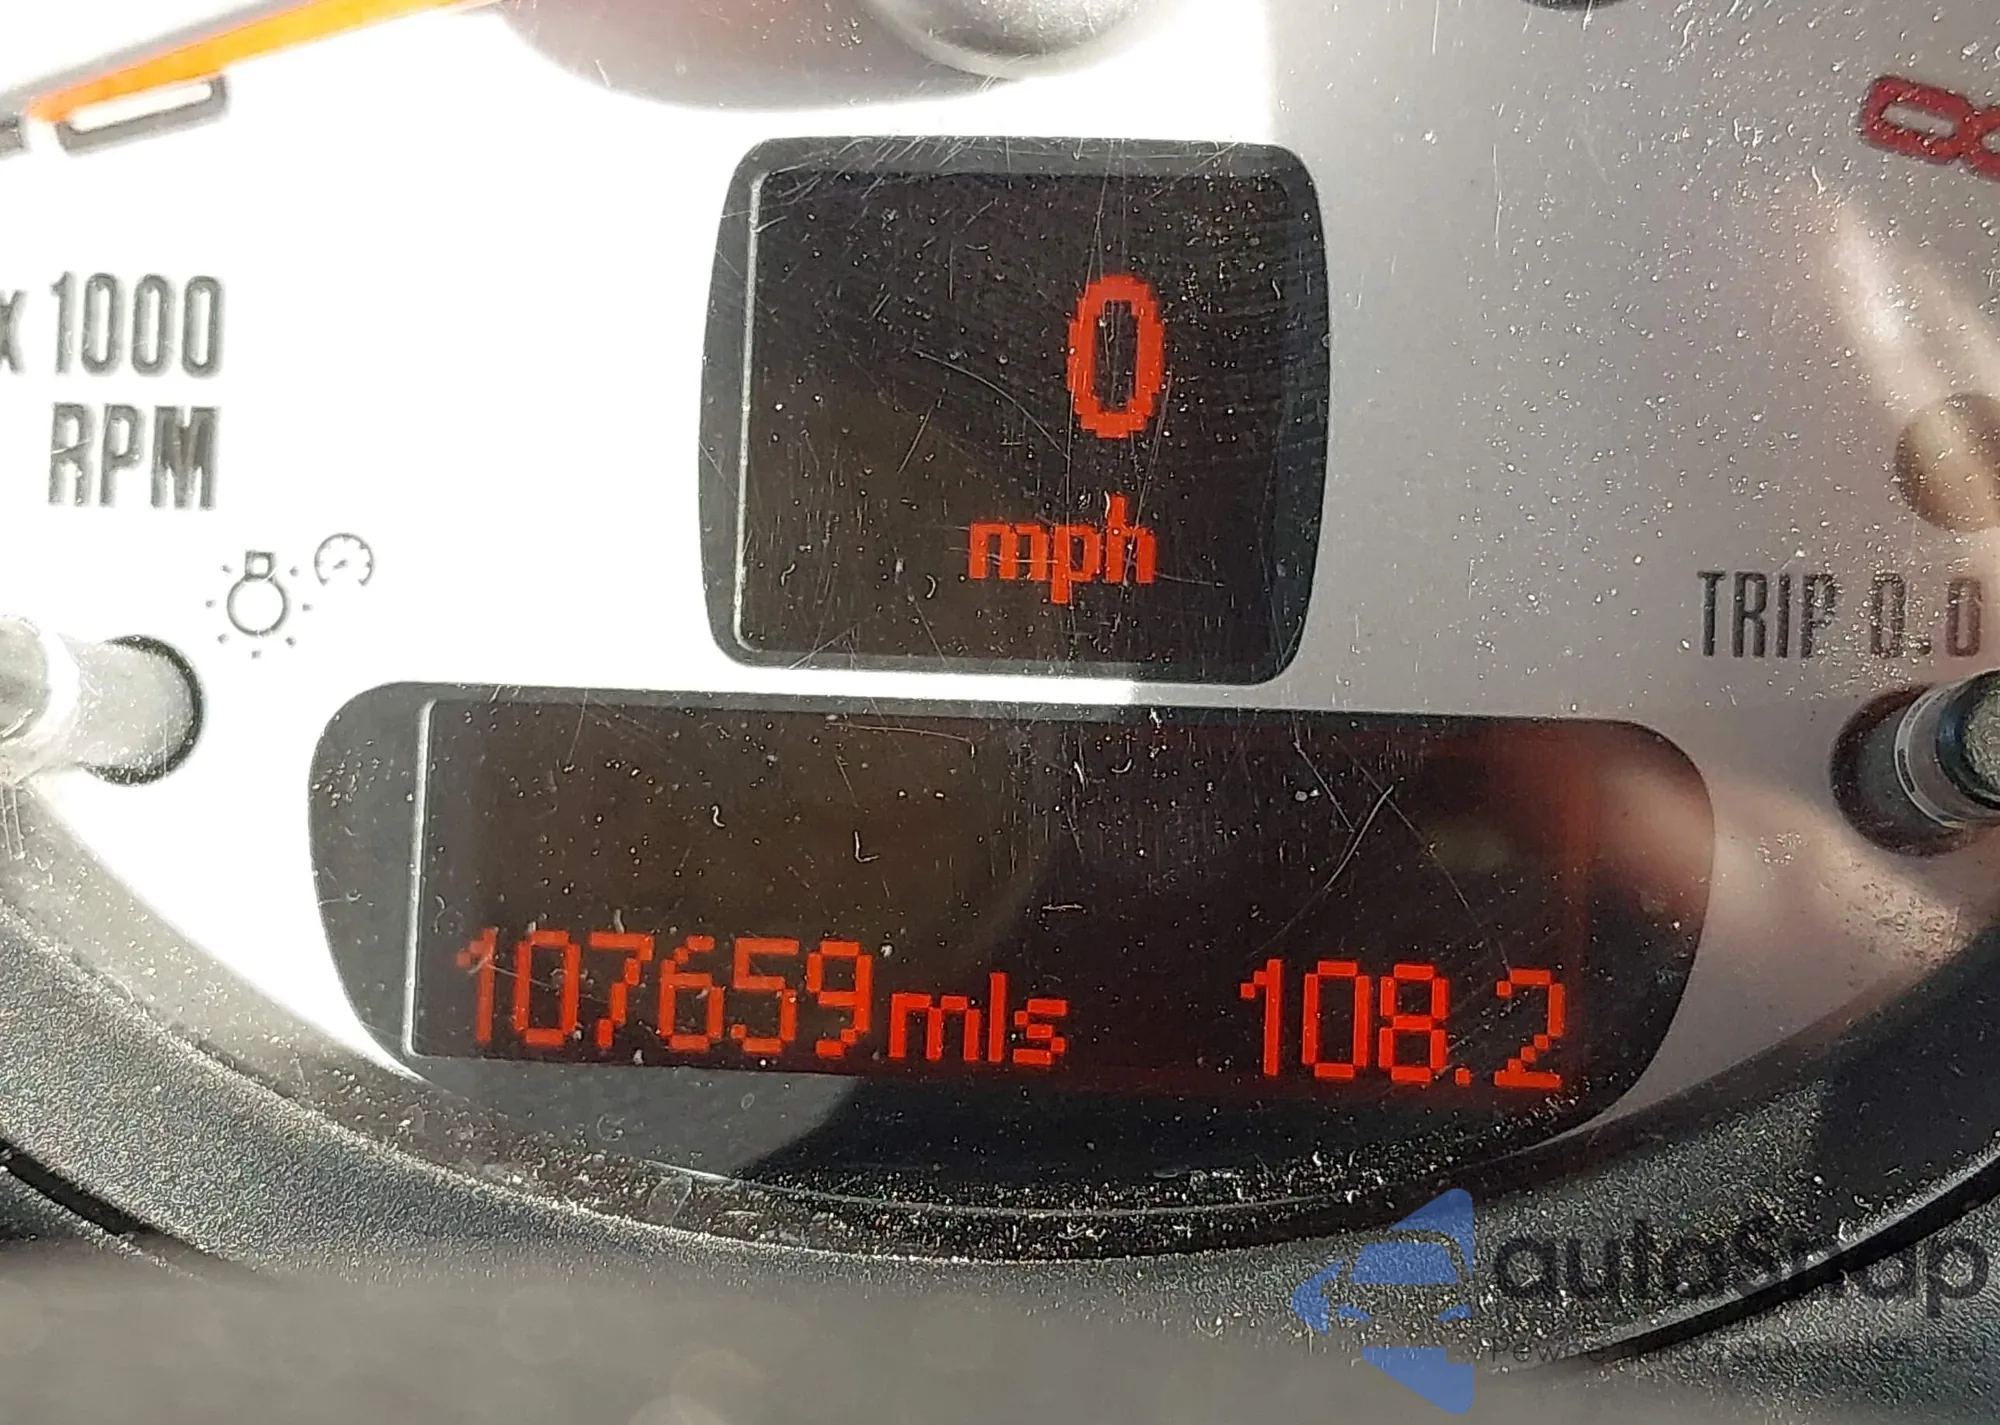 x 1000
RPM
0
mph
TRIP 0.0
107659mls 108.2
autoSnap